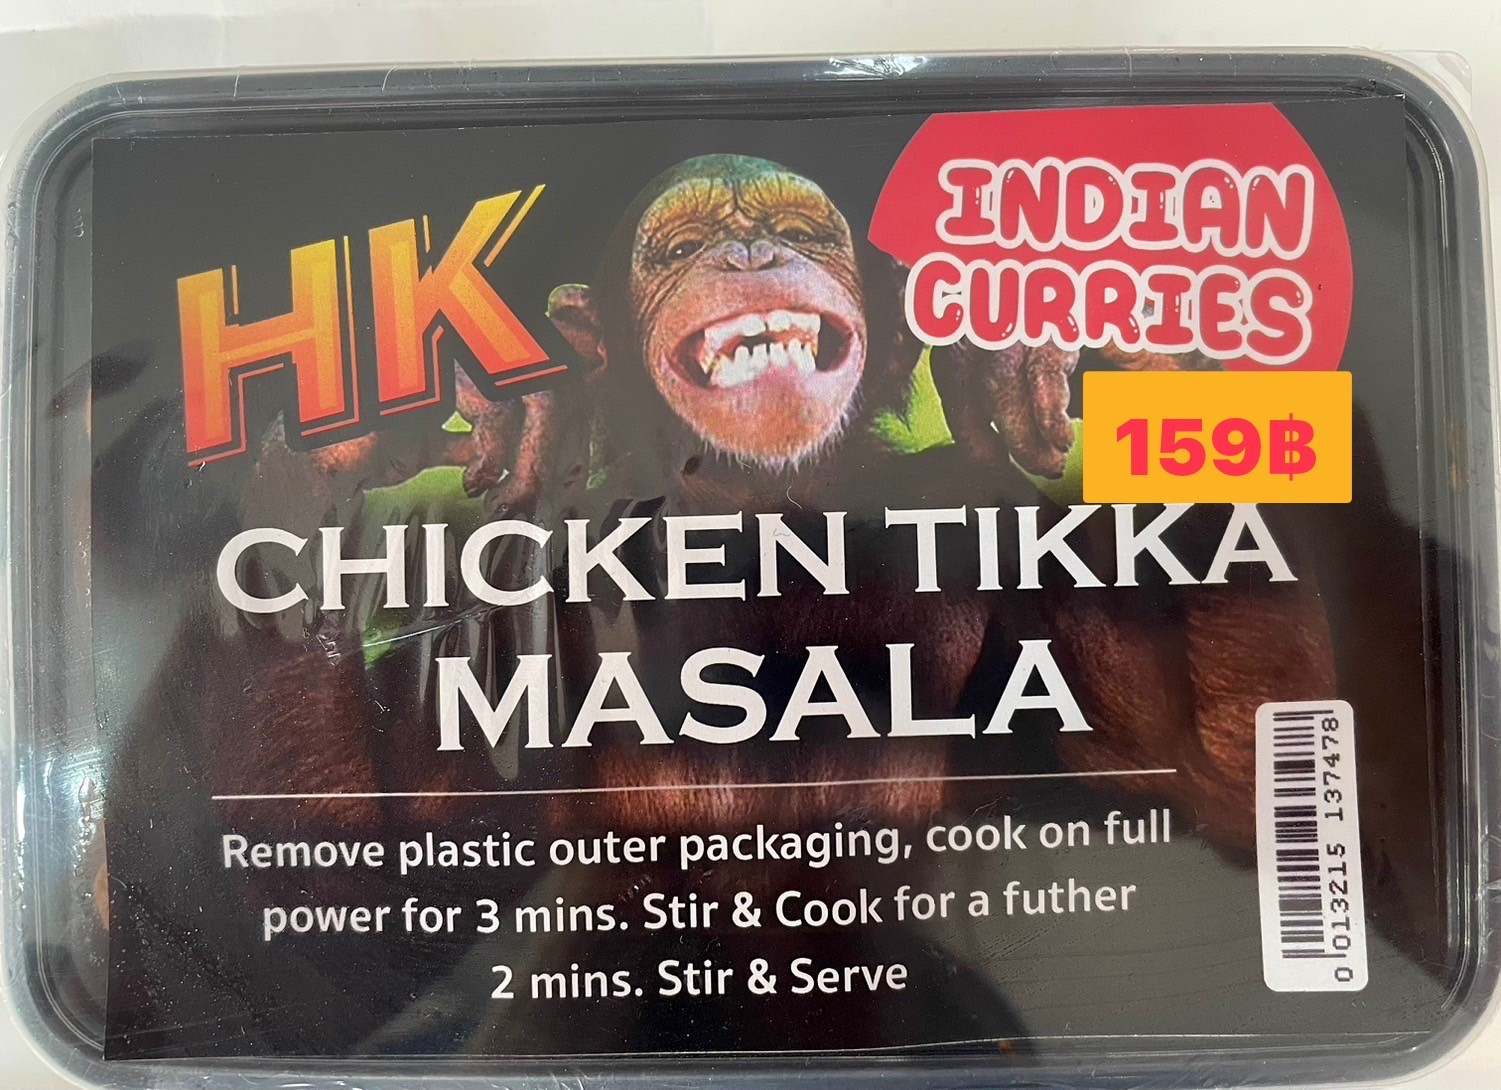 HK
INDIAN
CURRIES
159฿
CHICKEN TIKKA
MASALA
Remove plastic outer packaging, cook on full
power for 3 mins. Stir & Cook for a futher
2 mins. Stir & Serve
0 013215 137478